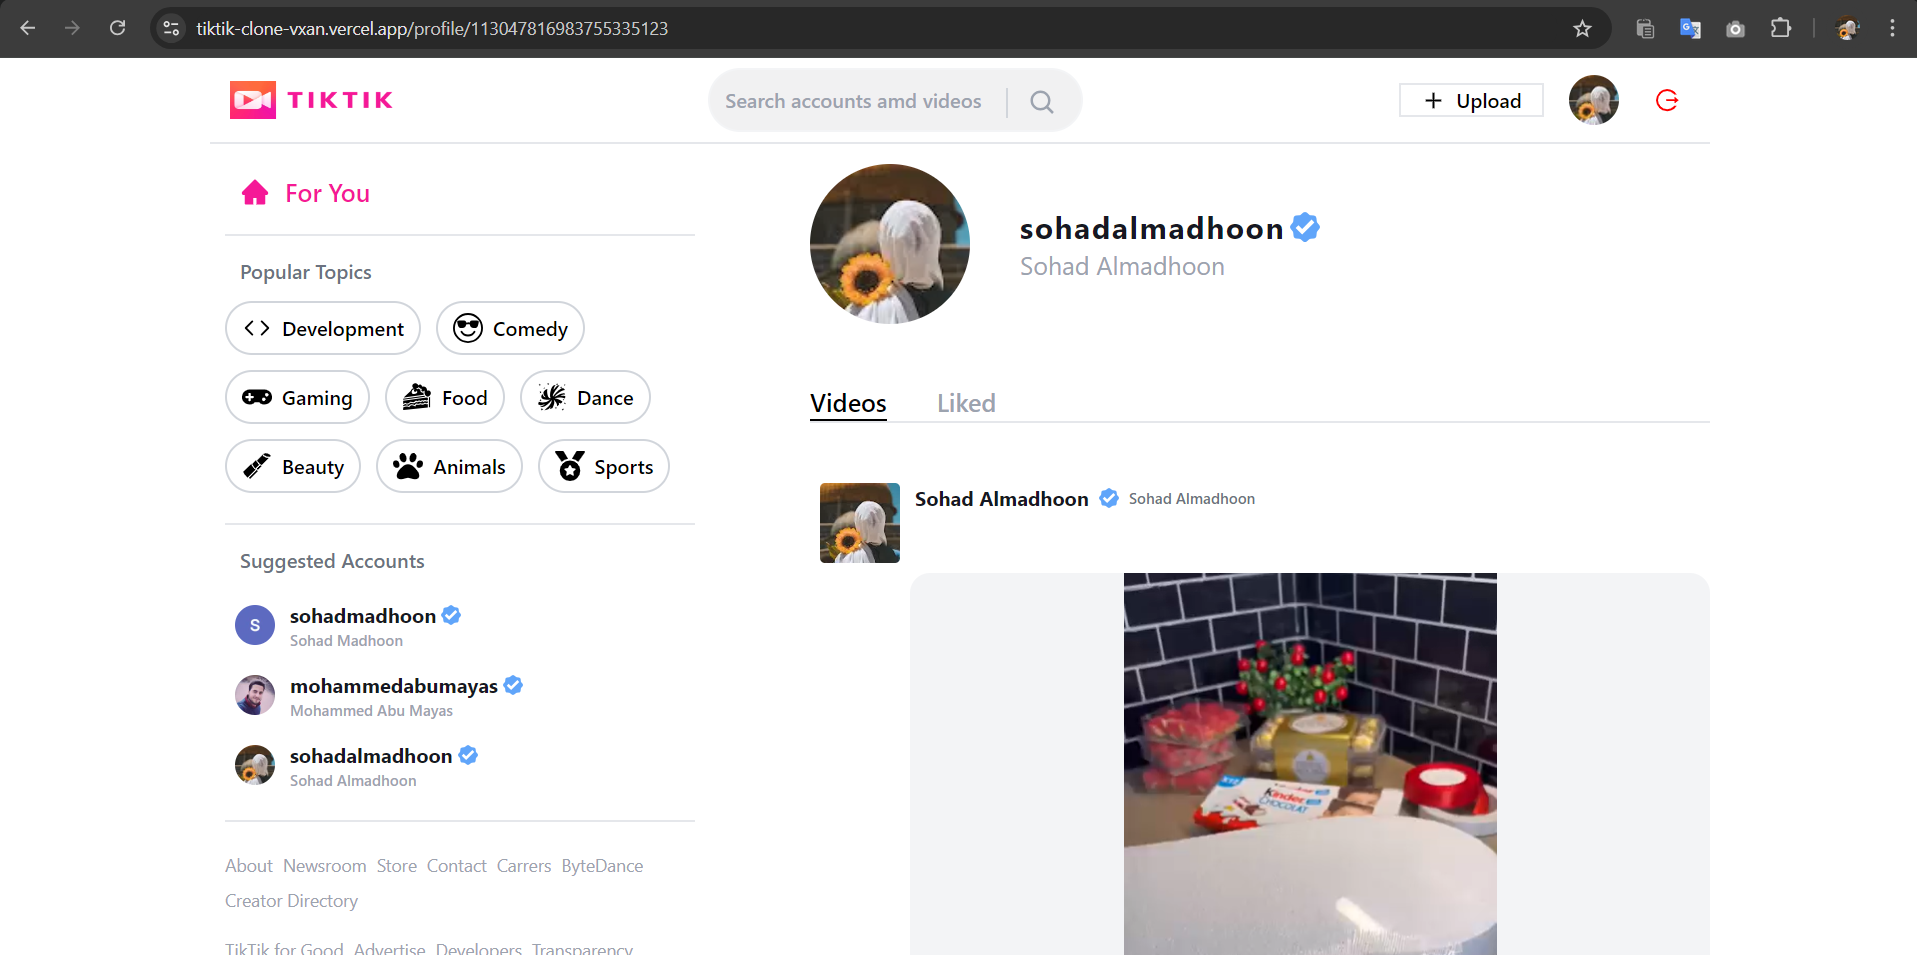 tiktik-clone-vxan.vercel.app/profile/113047816983755335123
TIKTIK
Search accounts amd videos
Upload
For You
sohadalmadhoon
Sohad Almadhoon
Popular Topics
Development Comedy
Gaming Food Dance
Beauty Animals Sports
Videos Liked
Sohad Almadhoon Sohad Almadhoon
Suggested Accounts
S
sohadmadhoon
Sohad Madhoon
mohammedabumayas
Mohammed Abu Mayas
sohadalmadhoon
Sohad Almadhoon
Kinder
CHOCOLAT
About Newsroom Store Contact Carrers ByteDance
Creator Directory
TikTik for Good Advertise Developers Transparency